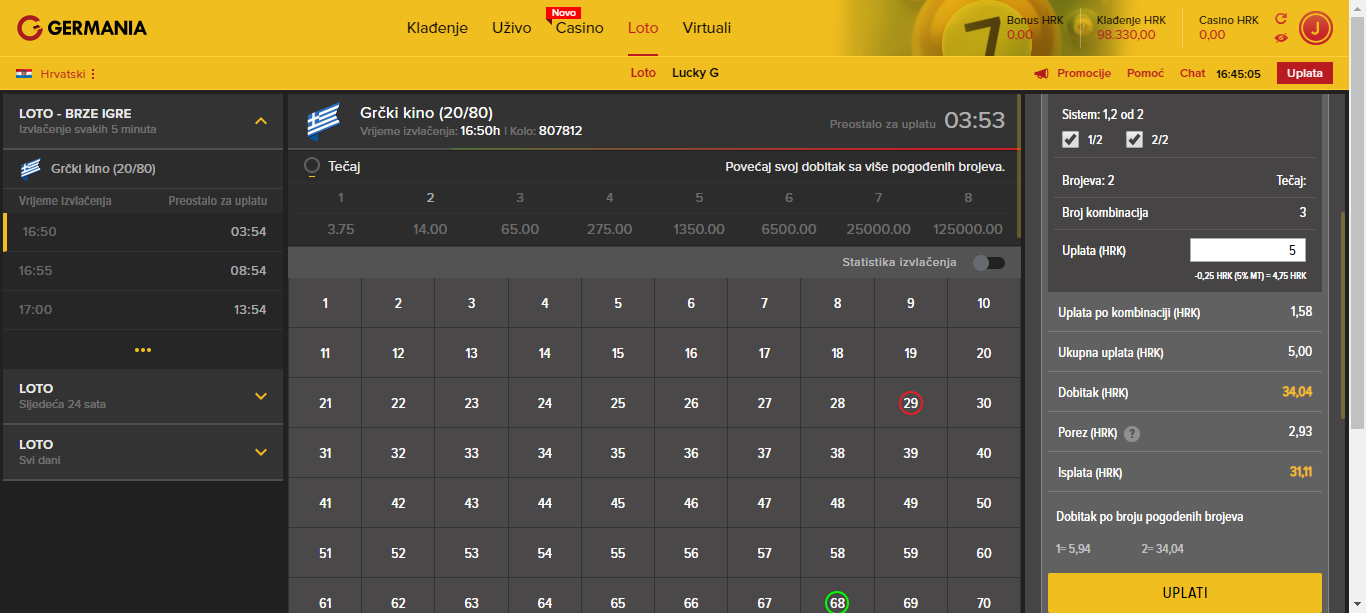 GERMANIA
Klađenje Uživo Novo Casino Loto Virtuali
Bonus HRK Klađenje HRK Casino HRK
0,00 98.330,00 0,00
J
Hrvatski
Loto Lucky G
Promocije Pomoć Chat 16:45:05 Uplata
LOTO - BRZE IGRE
Izvlačenje svakih 5 minuta
Grčki kino (20/80)
Vrijeme izvlačenja Preostalo za uplatu
16:50 03:54
16:55 08:54
17:00 13:54
LOTO
Sljedeća 24 sata
LOTO
Svi dani
Grčki kino (20/80)
Vrijeme izvlačenja: 16:50h | Kolo: 807812
Preostalo za uplatu 03:53
Tečaj
Povećaj svoj dobitak sa više pogođenih brojeva.
1 2 3 4 5 6 7 8
3.75 14.00 65.00 275.00 1350.00 6500.00 25000.00 125000.00
Statistika izvlačenja
1 2 3 4 5 6 7 8 9 10
11 12 13 14 15 16 17 18 19 20
21 22 23 24 25 26 27 28 29 30
31 32 33 34 35 36 37 38 39 40
41 42 43 44 45 46 47 48 49 50
51 52 53 54 55 56 57 58 59 60
61 62 63 64 65 66 67 68 69 70
Sistem: 1,2 od 2
1/2 2/2
Brojeva: 2 Tečaj:
Broj kombinacija 3
Uplata (HRK) 5
-0,25 HRK (5% MT) = 4,75 HRK
Uplata po kombinaciji (HRK) 1,58
Ukupna uplata (HRK) 5,00
Dobitak (HRK) 34,04
Porez (HRK) ? 2,93
Isplata (HRK) 31,11
Dobitak po broju pogođenih brojeva
1= 5,94 2= 34,04
UPLATI